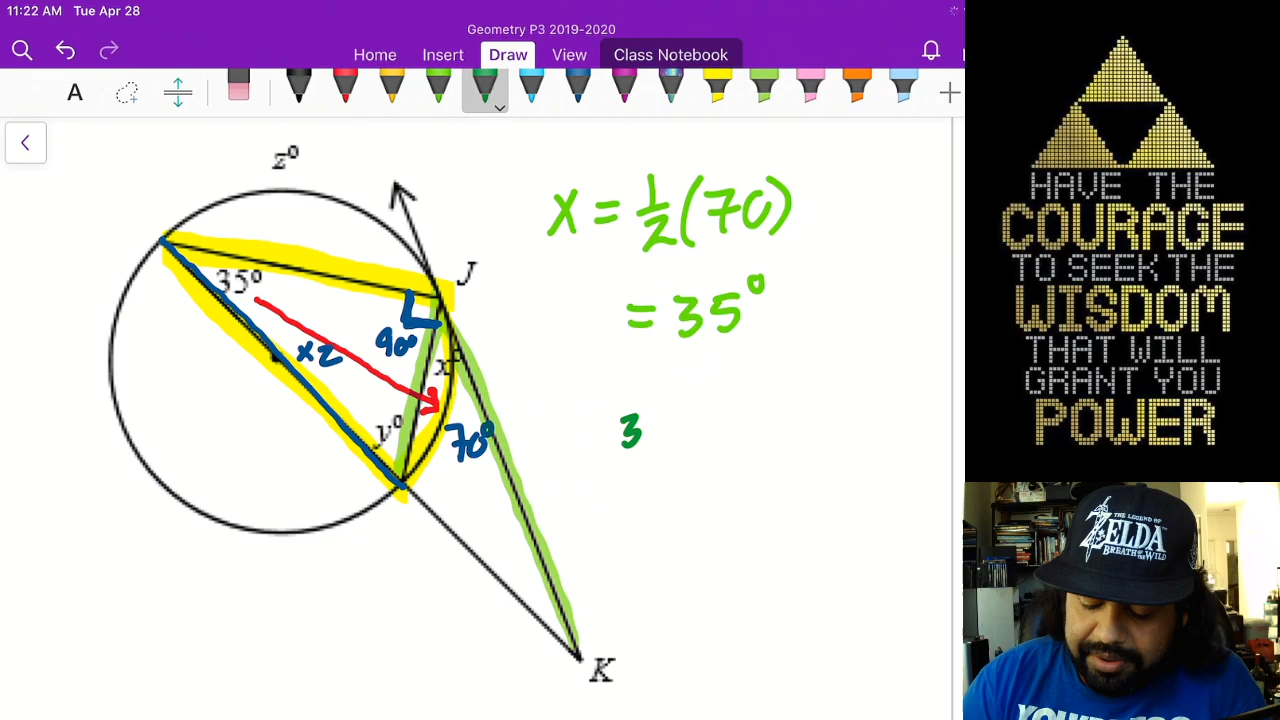 11:22 AM Tue Apr 28
Geometry P3 2019-2020
Home Insert Draw View Class Notebook
A
z°
J
35°
90°
x2
x°
y°
70°
K
x = 1/2 (70)
= 35°
3
HAVE THE
COURAGE
TO SEEK THE
WISDOM
THAT WILL
GRANT YOU
POWER
THE LEGEND OF
ZELDA
BREATH OF THE WILD